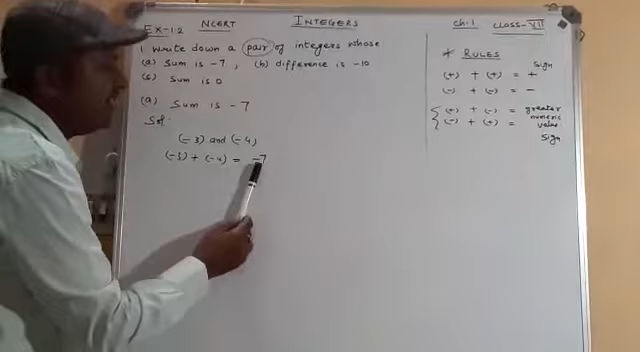 Ex-1.2 NCERT INTEGERS Ch-1 CLASS-VII
1 Write down a pair of integers whose
(a) Sum is -7, (b) difference is -10
(c) Sum is 0
(a) Sum is -7
Sol:
(-3) and (-4)
(-3) + (-4) = -7
* RULES
Sign
(+) + (+) = +
(-) + (-) = -
(+) + (-) = greater
(-) + (+) = numeric
value
Sign